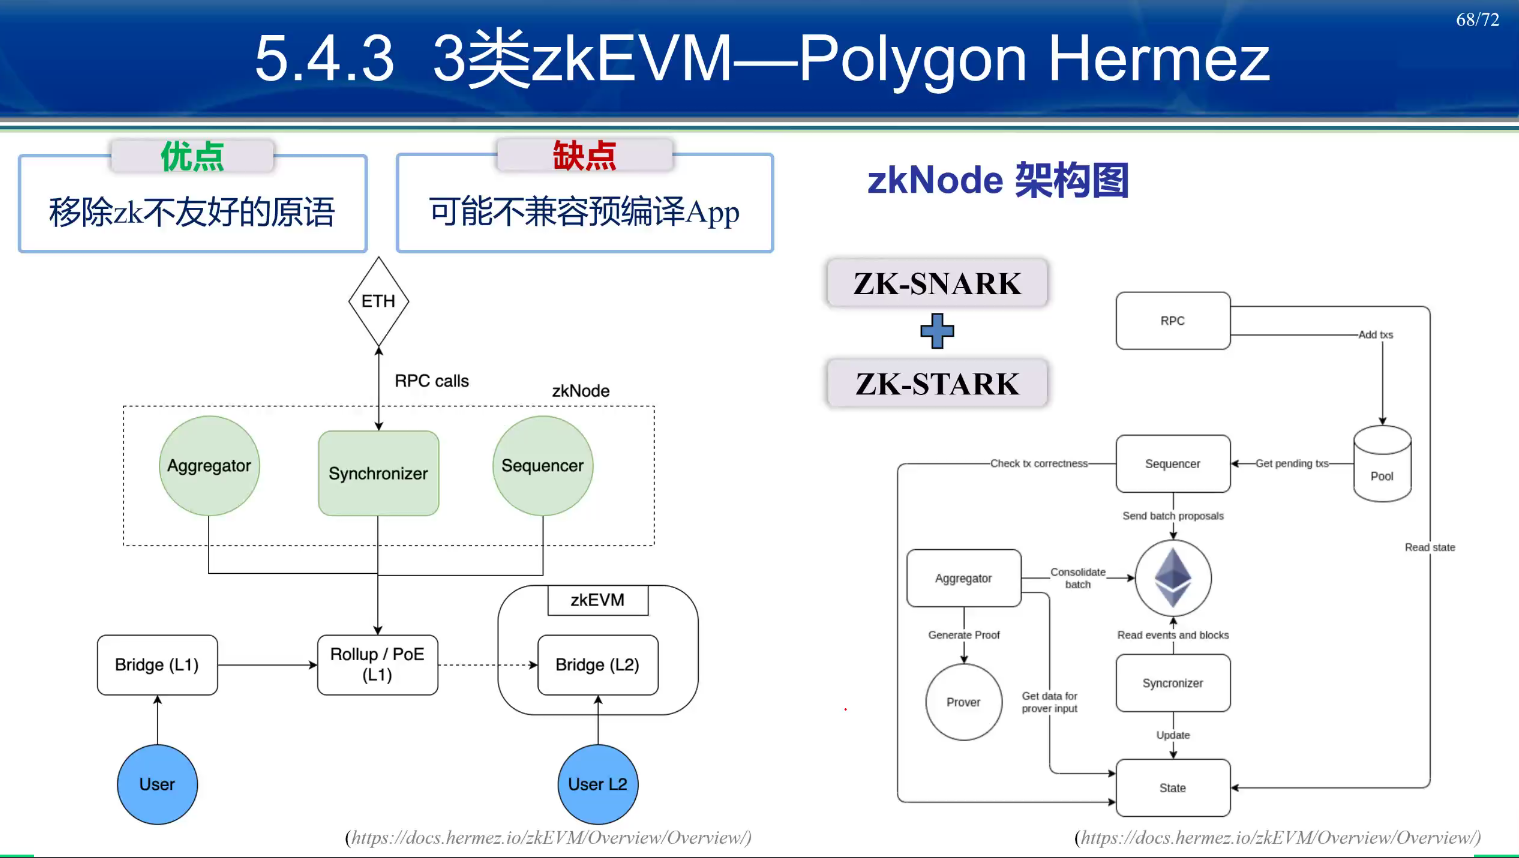 68/72
5.4.3 3类zkEVM—Polygon Hermez
优点
移除zk不友好的原语
缺点
可能不兼容预编译App
zkNode 架构图
ZK-SNARK
ZK-STARK
ETH
RPC calls
zkNode
Aggregator
Synchronizer
Sequencer
zkEVM
Bridge (L1)
Rollup / PoE
(L1)
Bridge (L2)
User
User L2
(https://docs.hermez.io/zkEVM/Overview/Overview/)
RPC
Add txs
Check tx correctness
Sequencer
Get pending txs
Pool
Send batch proposals
Read state
Aggregator
Consolidate
batch
Generate Proof
Read events and blocks
Prover
Get data for
prover input
Syncronizer
Update
State
(https://docs.hermez.io/zkEVM/Overview/Overview/)